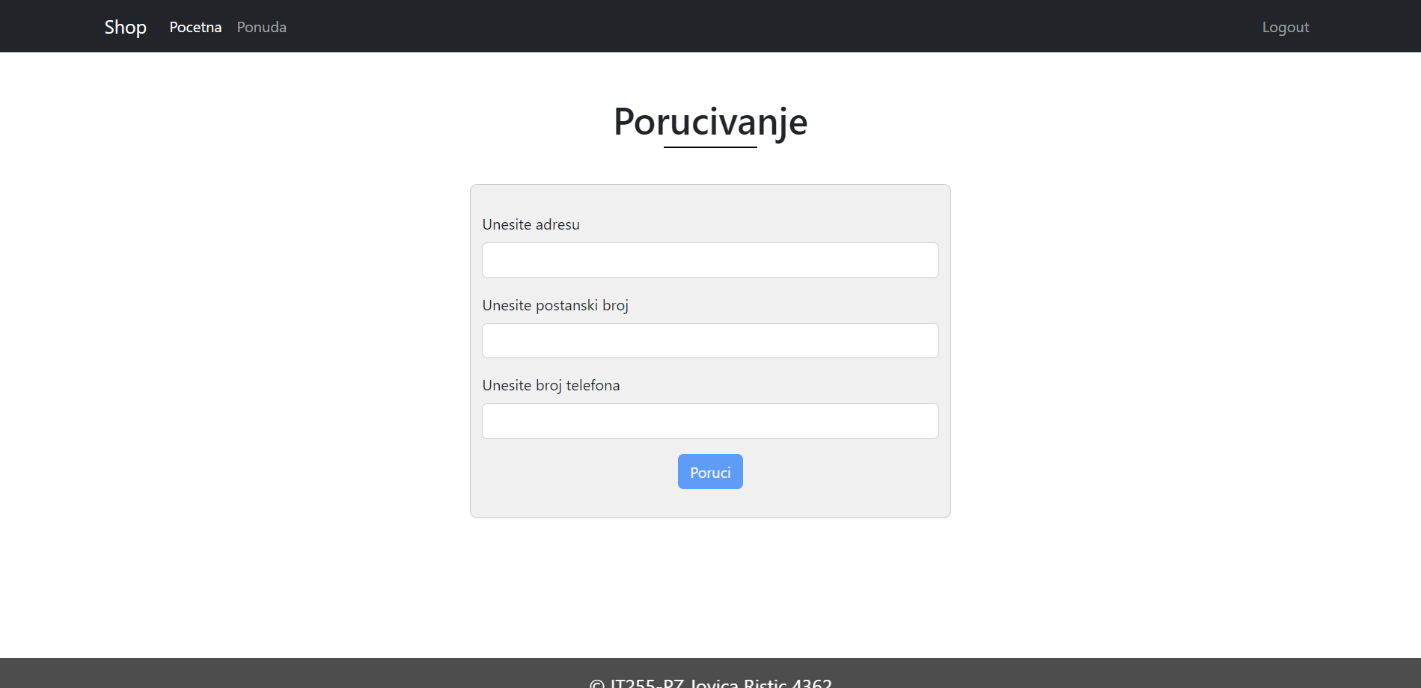 Shop Pocetna Ponuda Logout
Porucivanje
Unesite adresu
Unesite postanski broj
Unesite broj telefona
Poruci
© IT255-PZ Jovica Ristic 4362